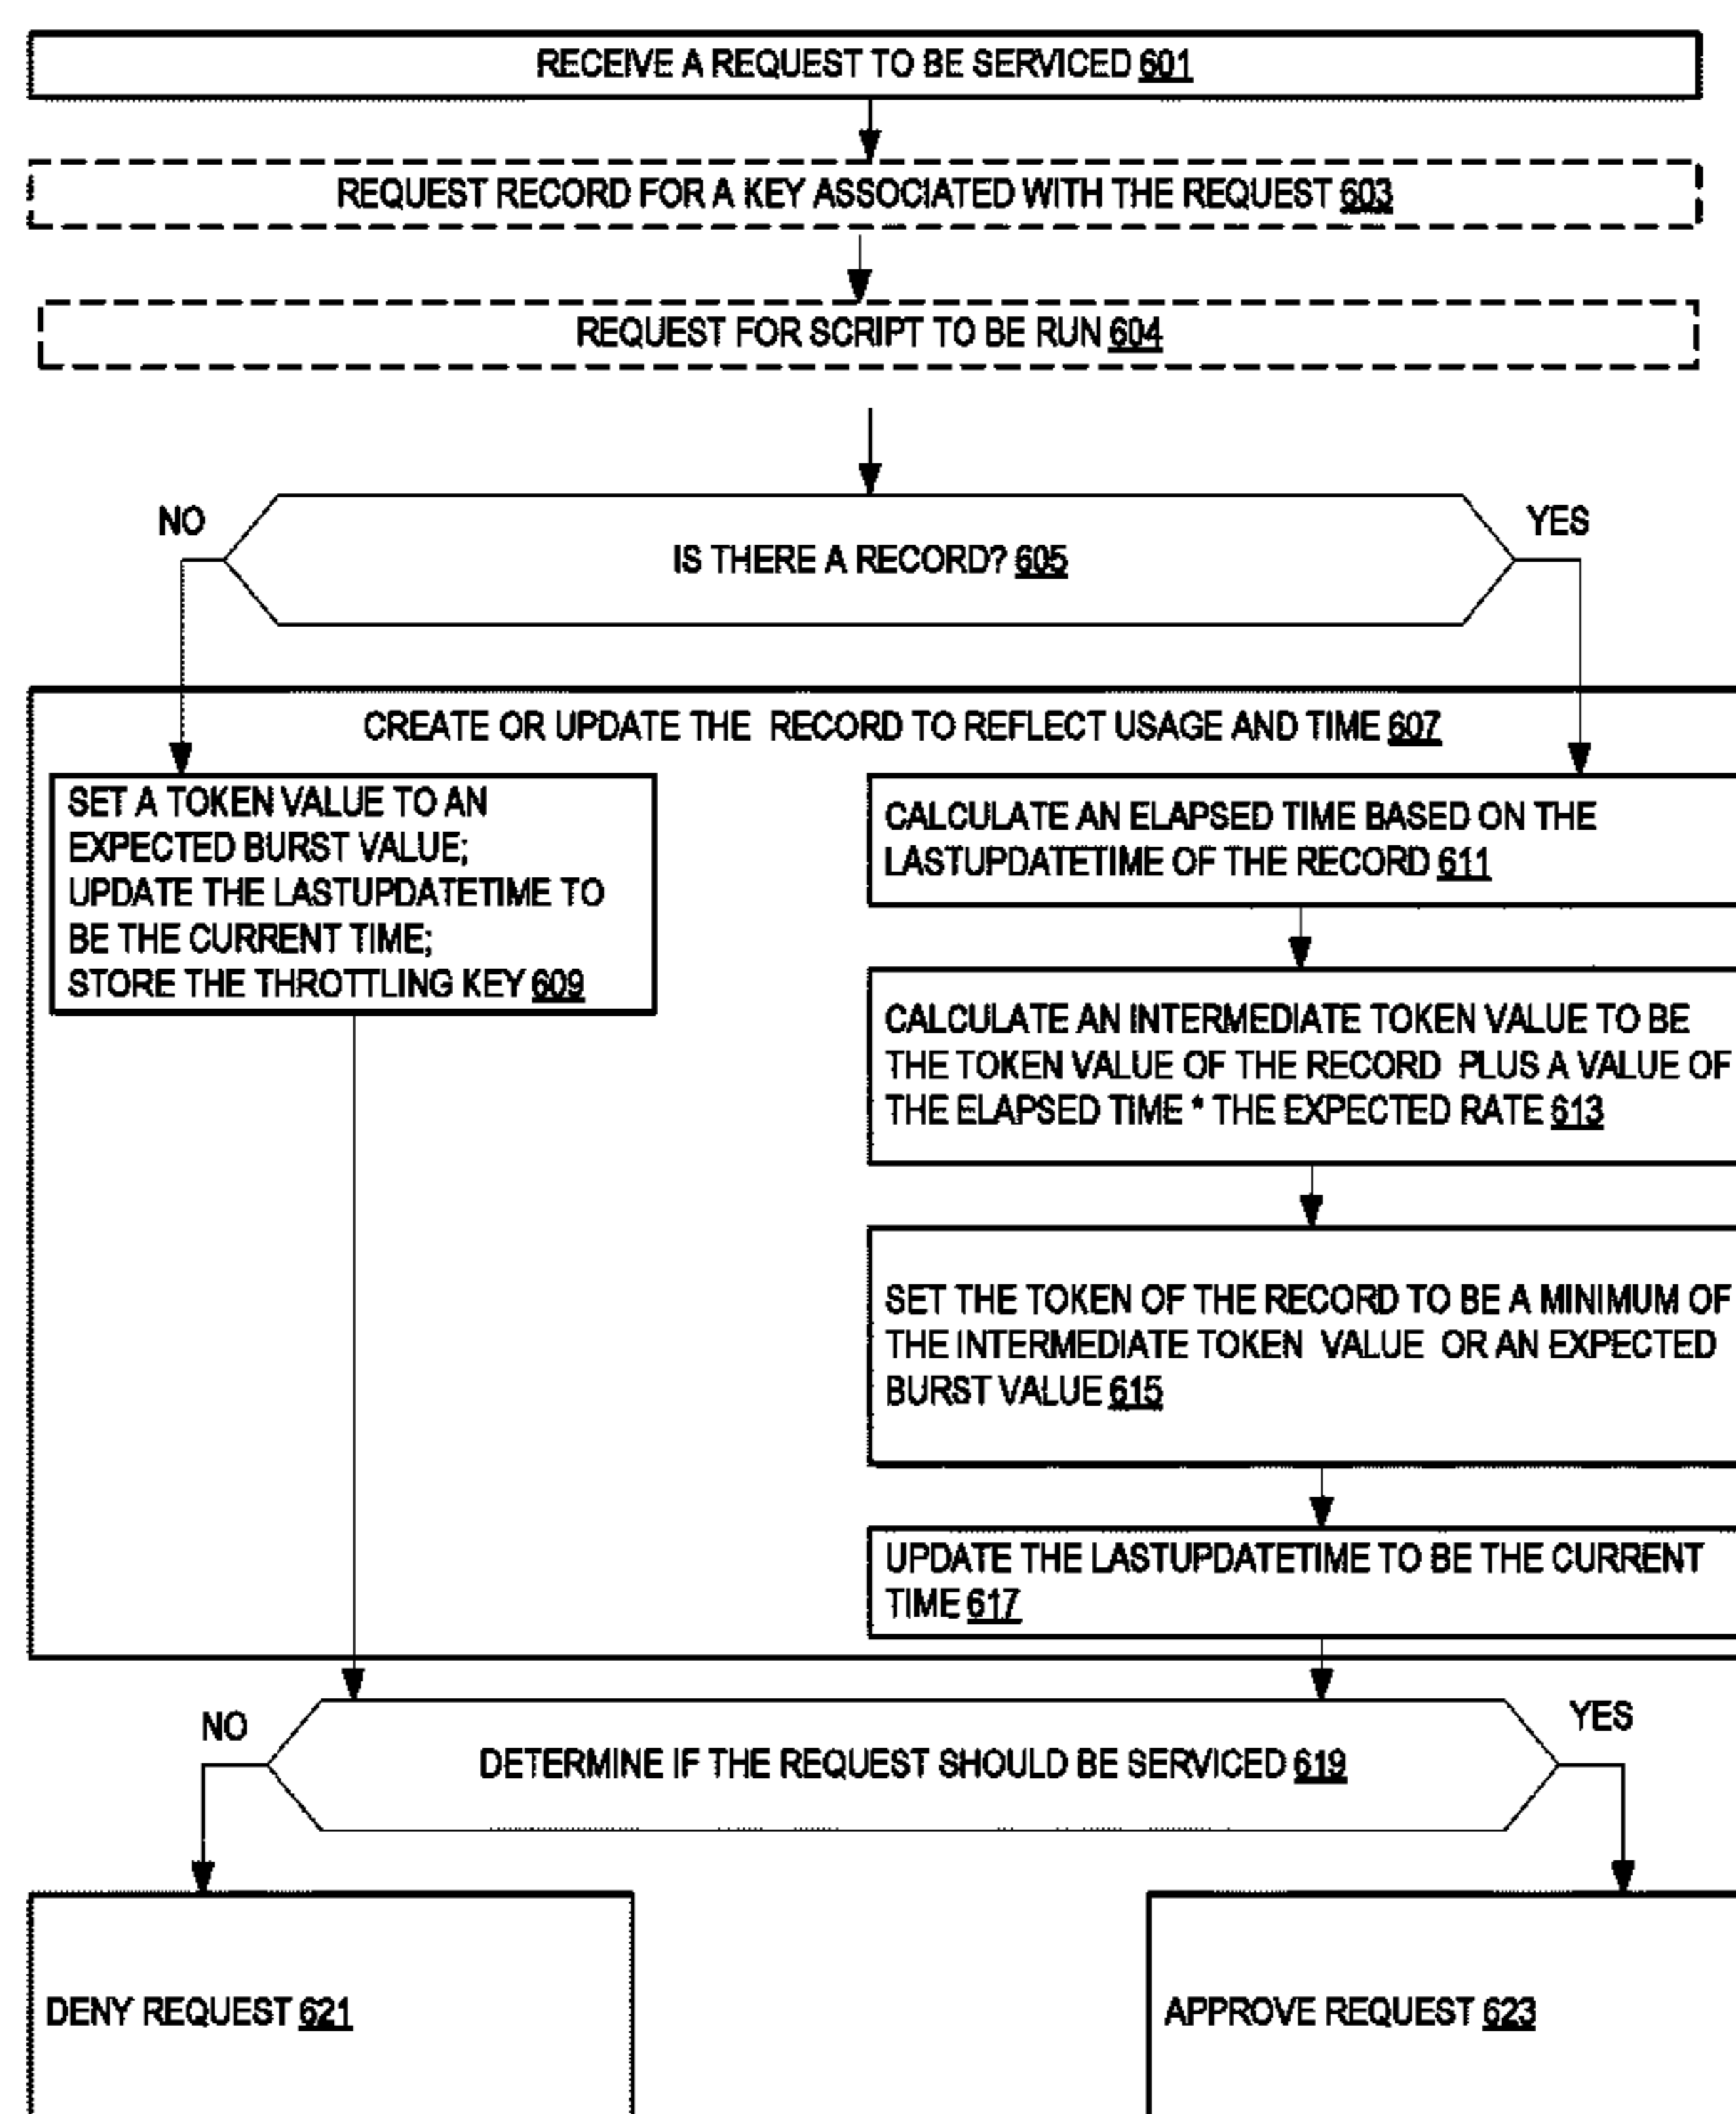 RECEIVE A REQUEST TO BE SERVICED 601
REQUEST RECORD FOR A KEY ASSOCIATED WITH THE REQUEST 603
REQUEST FOR SCRIPT TO BE RUN 604
NO
YES
IS THERE A RECORD? 605
CREATE OR UPDATE THE RECORD TO REFLECT USAGE AND TIME 607
SET A TOKEN VALUE TO AN
EXPECTED BURST VALUE;
UPDATE THE LASTUPDATETIME TO
BE THE CURRENT TIME;
STORE THE THROTTLING KEY 609
CALCULATE AN ELAPSED TIME BASED ON THE
LASTUPDATETIME OF THE RECORD 611
CALCULATE AN INTERMEDIATE TOKEN VALUE TO BE
THE TOKEN VALUE OF THE RECORD PLUS A VALUE OF
THE ELAPSED TIME * THE EXPECTED RATE 613
SET THE TOKEN OF THE RECORD TO BE A MINIMUM OF
THE INTERMEDIATE TOKEN VALUE OR AN EXPECTED
BURST VALUE 615
UPDATE THE LASTUPDATETIME TO BE THE CURRENT
TIME 617
NO
YES
DETERMINE IF THE REQUEST SHOULD BE SERVICED 619
DENY REQUEST 621
APPROVE REQUEST 623